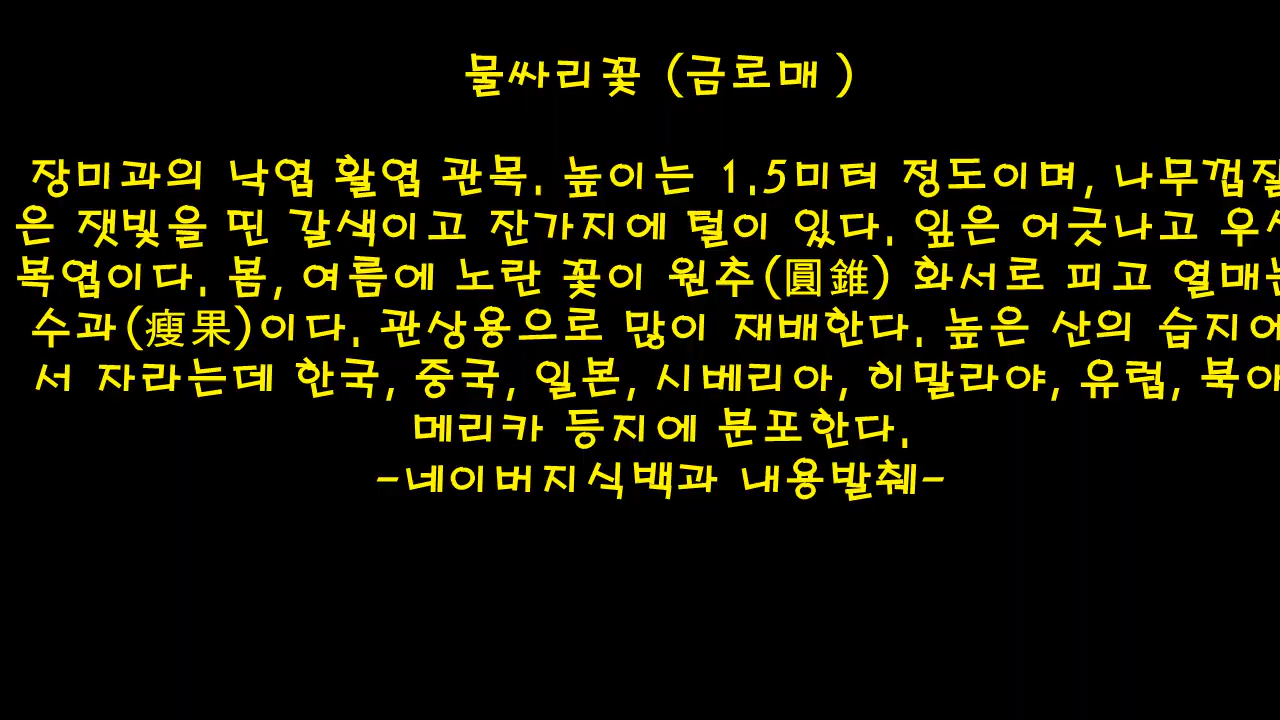 물싸리꽃 (금로매 )
장미과의 낙엽 활엽 관목. 높이는 1.5미터 정도이며, 나무껍질
은 잿빛을 띤 갈색이고 잔가지에 털이 있다. 잎은 어긋나고 우상
복엽이다. 봄, 여름에 노란 꽃이 원추(圓錐) 화서로 피고 열매는
수과(瘦果)이다. 관상용으로 많이 재배한다. 높은 산의 습지에
서 자라는데 한국, 중국, 일본, 시베리아, 히말라야, 유럽, 북아
메리카 등지에 분포한다.
-네이버지식백과 내용발췌-